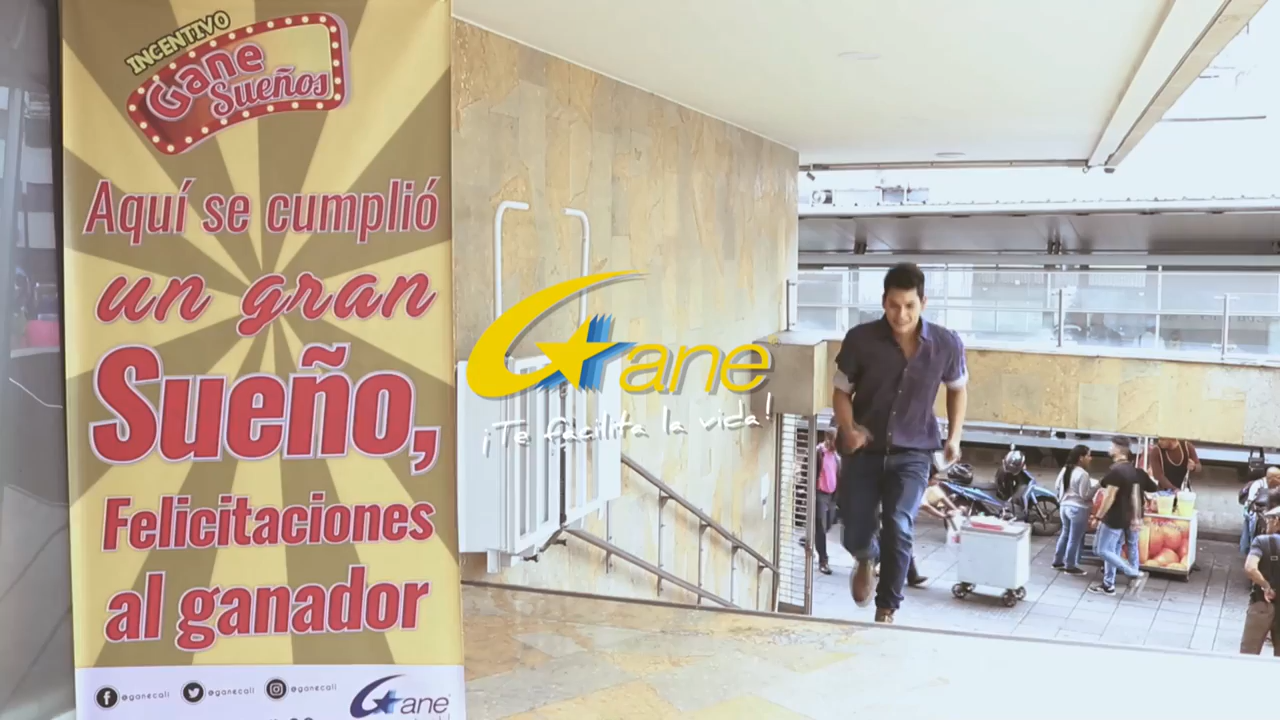 INCENTIVO
Gane
Sueños
Aquí se cumplió
un gran
Sueño,
Felicitaciones
al ganador
@ganecali @ganecali @ganecali
Gane
Gane
¡Te facilita la vida!